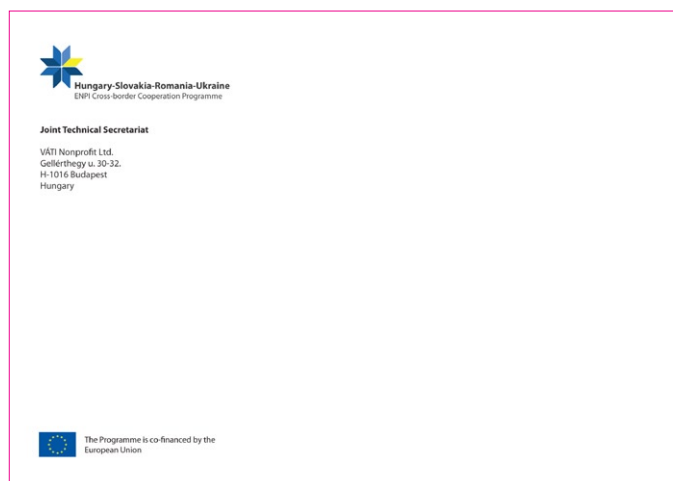 Hungary-Slovakia-Romania-Ukraine
ENPI Cross-border Cooperation Programme
Joint Technical Secretariat
VÁTI Nonprofit Ltd.
Gellérthegy u. 30-32.
H-1016 Budapest
Hungary
The Programme is co-financed by the
European Union